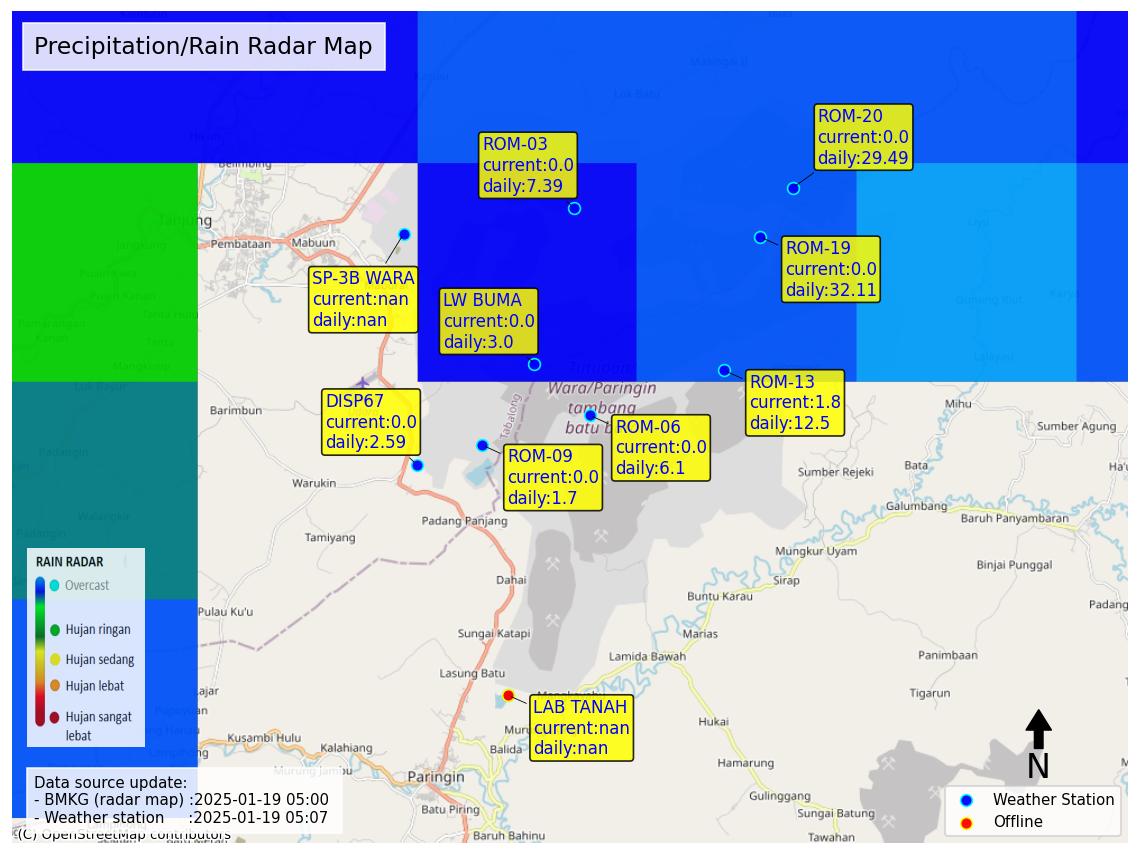 Precipitation/Rain Radar Map
ROM-20
current:0.0
daily:29.49
ROM-03
current:0.0
daily:7.39
ROM-19
current:0.0
daily:32.11
SP-3B WARA
current:nan
daily:nan
LW BUMA
current:0.0
daily:3.0
ROM-13
current:1.8
daily:12.5
DISP67
current:0.0
daily:2.59
ROM-06
current:0.0
daily:6.1
ROM-09
current:0.0
daily:1.7
LAB TANAH
current:nan
daily:nan
Belimbing
Tanjung
Pembataan
Mabuun
Tutupan
Wara/Paringin
tambang
Tabalong
Barimbun
Warukin
Tamiyang
Padang Panjang
Dahai
Pulau Ku'u
Sungai Katapi
Lasung Batu
Kusambi Hulu
Kalahiang
Murung Jambu
Paringin
Balida
Batu Piring
Baruh Bahinu
Mihu
Sumber Agung
Bata
Sumber Rejeki
Galumbang
Baruh Panyambaran
Mungkur Uyam
Binjai Punggal
Sirap
Buntu Karau
Marias
Lamida Bawah
Panimbaan
Tigarun
Hukai
Hamarung
Gulinggang
Sungai Batung
Tawahan
RAIN RADAR
Overcast
Hujan ringan
Hujan sedang
Hujan lebat
Hujan sangat
lebat
Data source update:
- BMKG (radar map) :2025-01-19 05:00
- Weather station :2025-01-19 05:07
(C) OpenStreetMap contributors
N
Weather Station
Offline